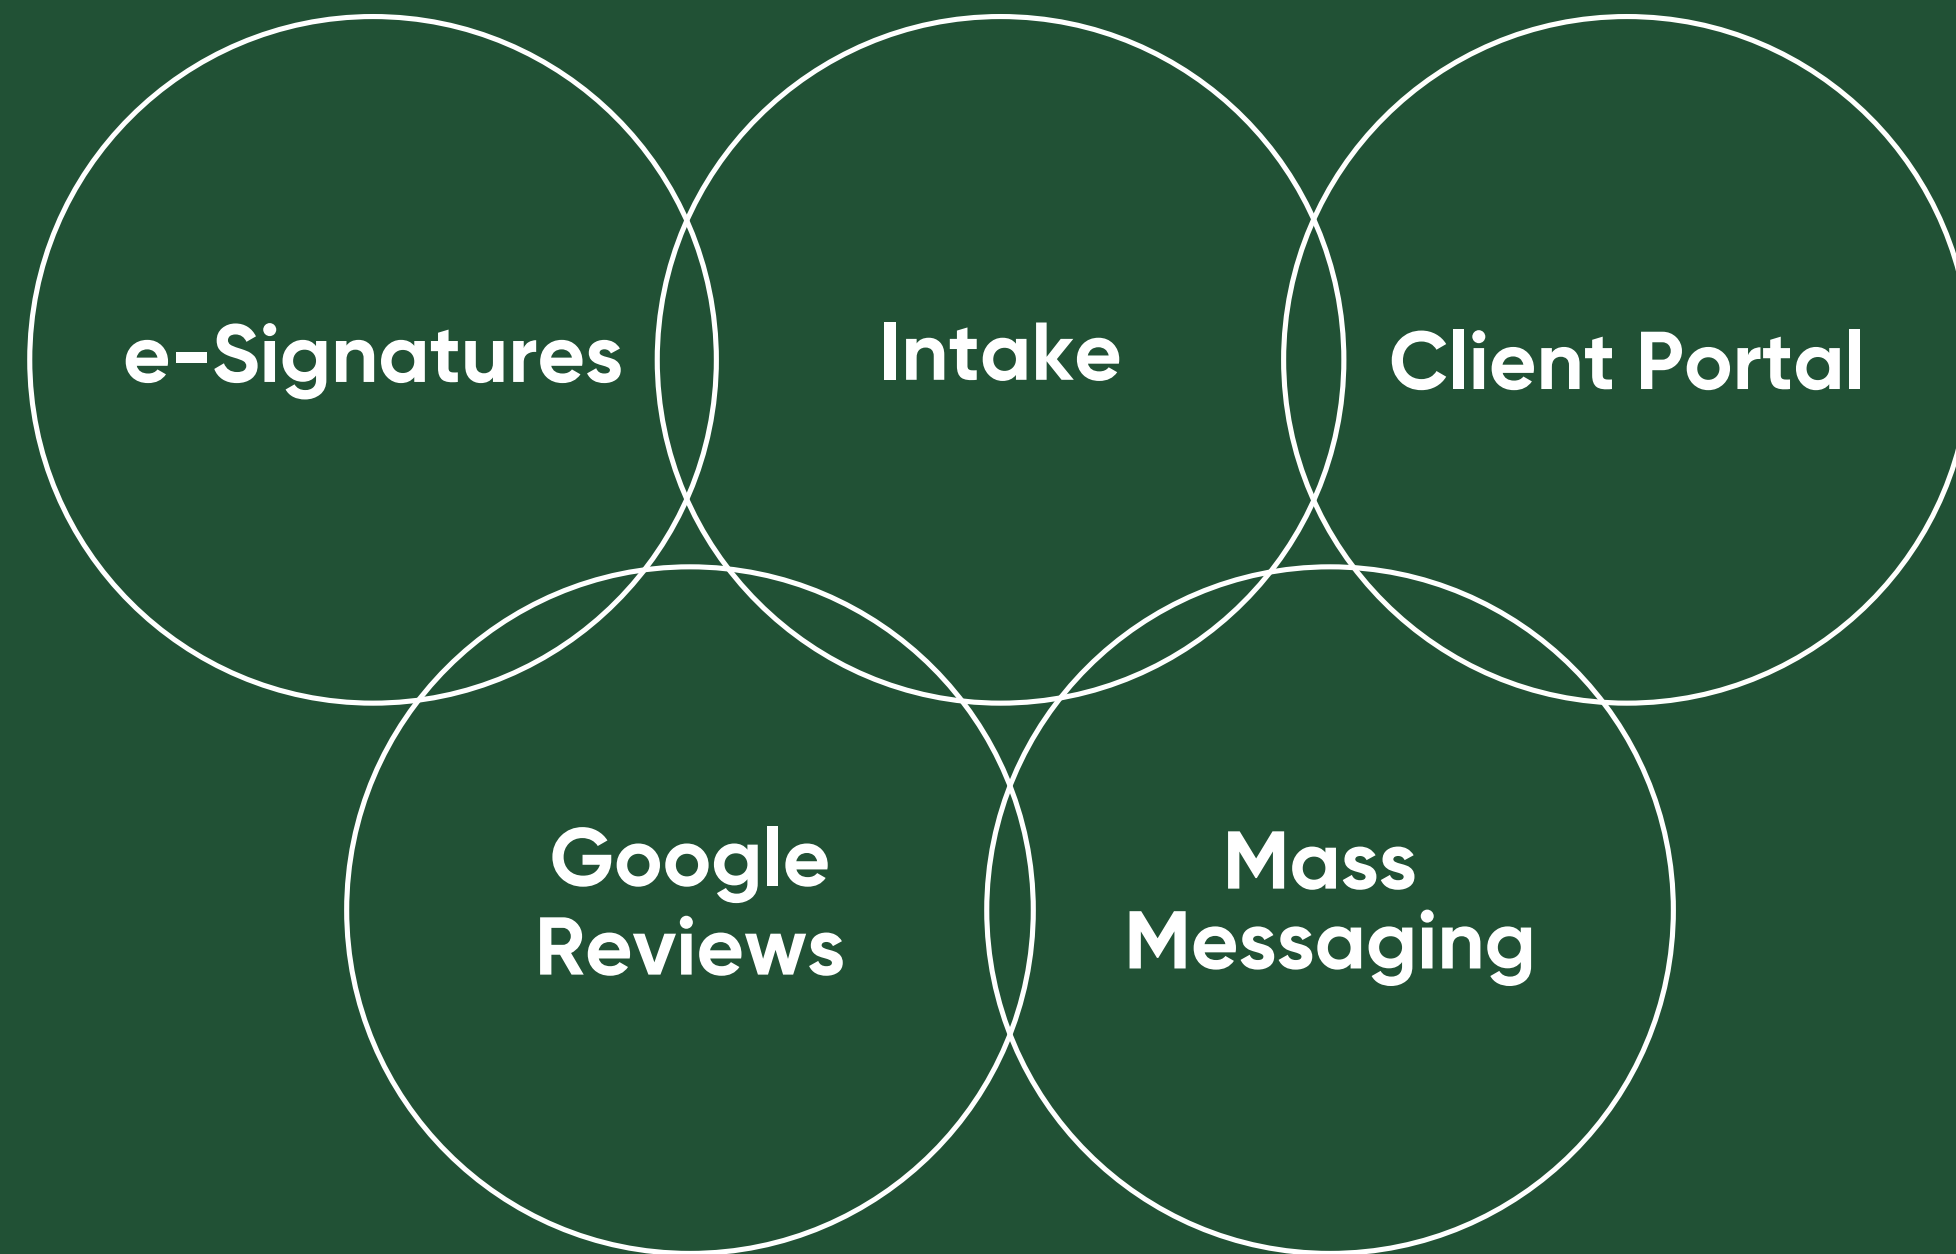 e-Signatures
Intake
Client Portal
Google
Reviews
Mass
Messaging